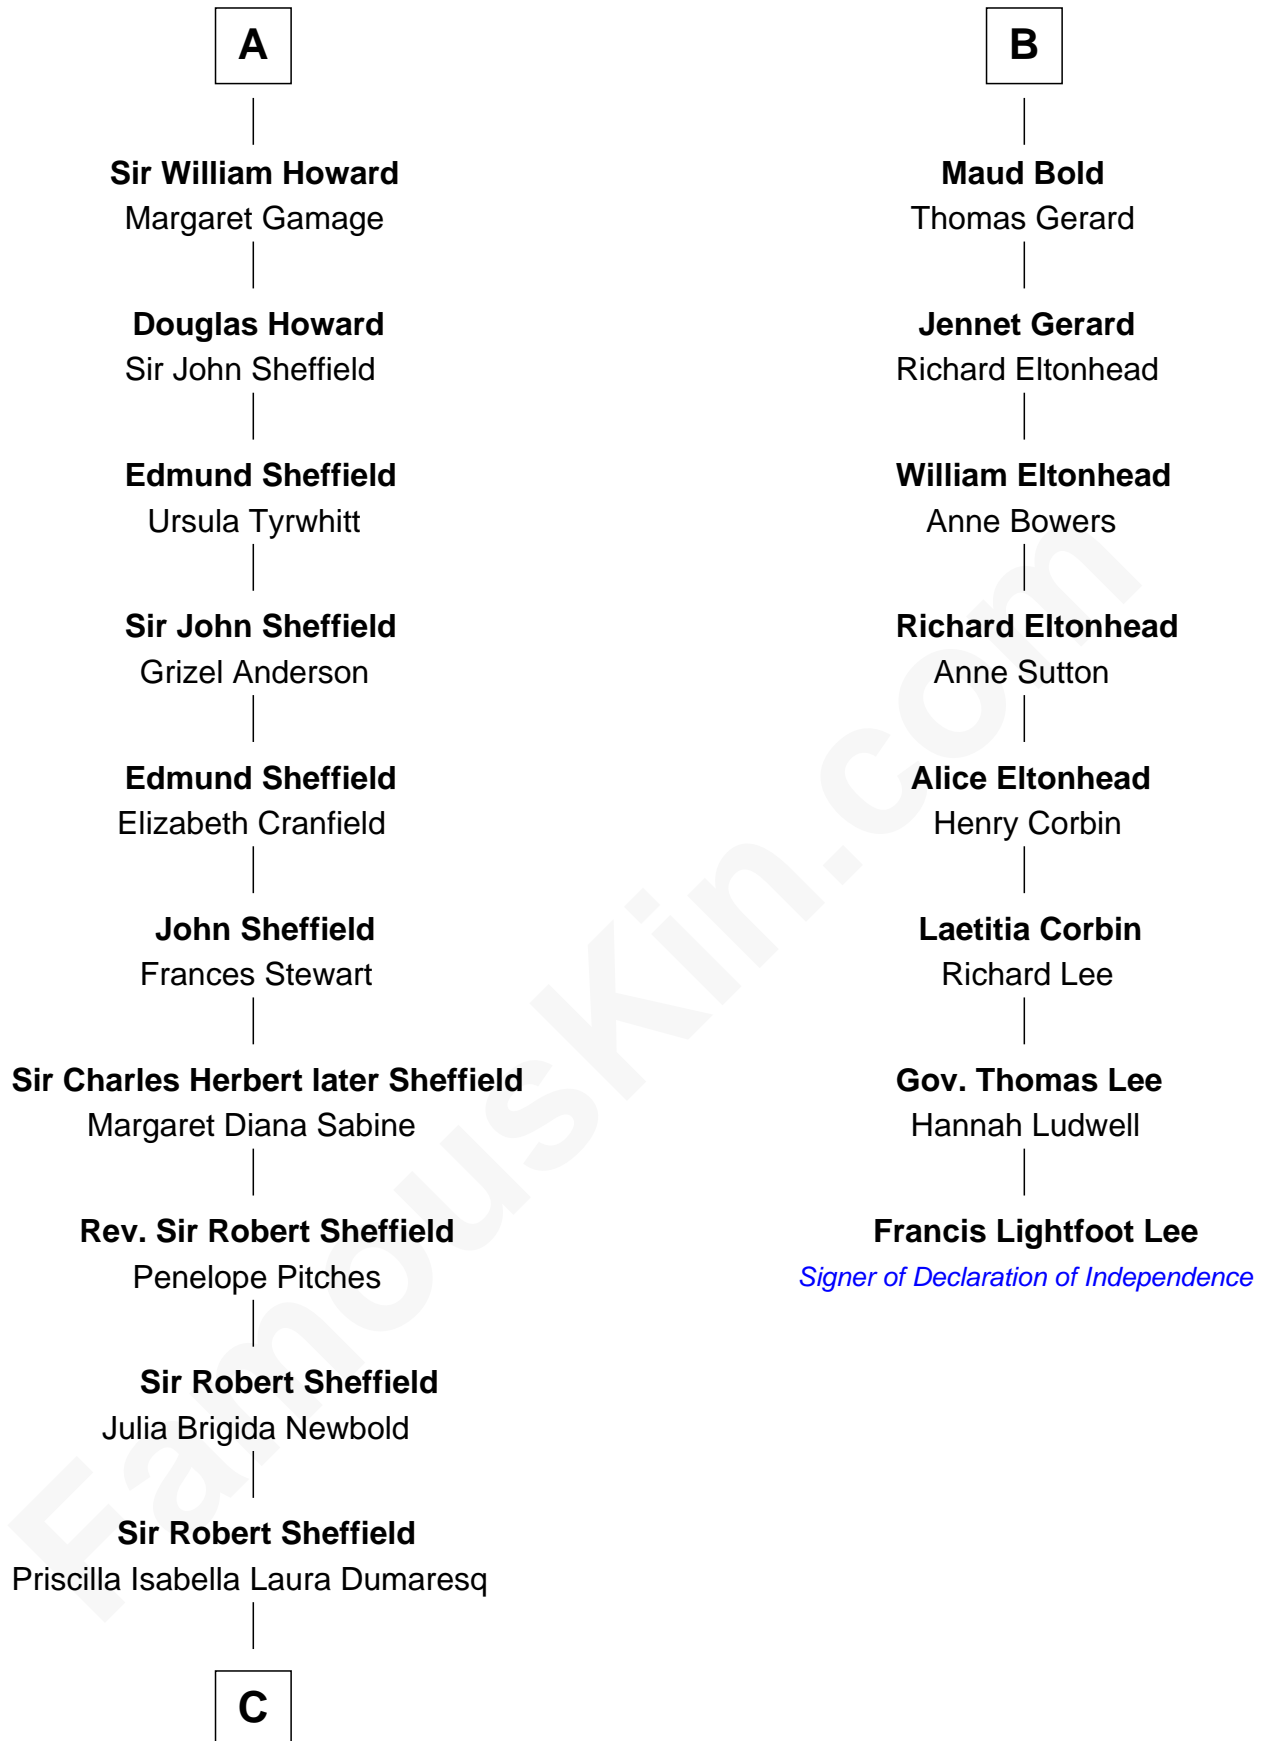 A
Sir William Howard
Margaret Gamage
Douglas Howard
Sir John Sheffield
Edmund Sheffield
Ursula Tyrwhitt
Sir John Sheffield
Grizel Anderson
Edmund Sheffield
Elizabeth Cranfield
John Sheffield
Frances Stewart
Sir Charles Herbert later Sheffield
Margaret Diana Sabine
Rev. Sir Robert Sheffield
Penelope Pitches
Sir Robert Sheffield
Julia Brigida Newbold
Sir Robert Sheffield
Priscilla Isabella Laura Dumaresq
C
B
Maud Bold
Thomas Gerard
Jennet Gerard
Richard Eltonhead
William Eltonhead
Anne Bowers
Richard Eltonhead
Anne Sutton
Alice Eltonhead
Henry Corbin
Laetitia Corbin
Richard Lee
Gov. Thomas Lee
Hannah Ludwell
Francis Lightfoot Lee
Signer of Declaration of Independence
FamousKin.com